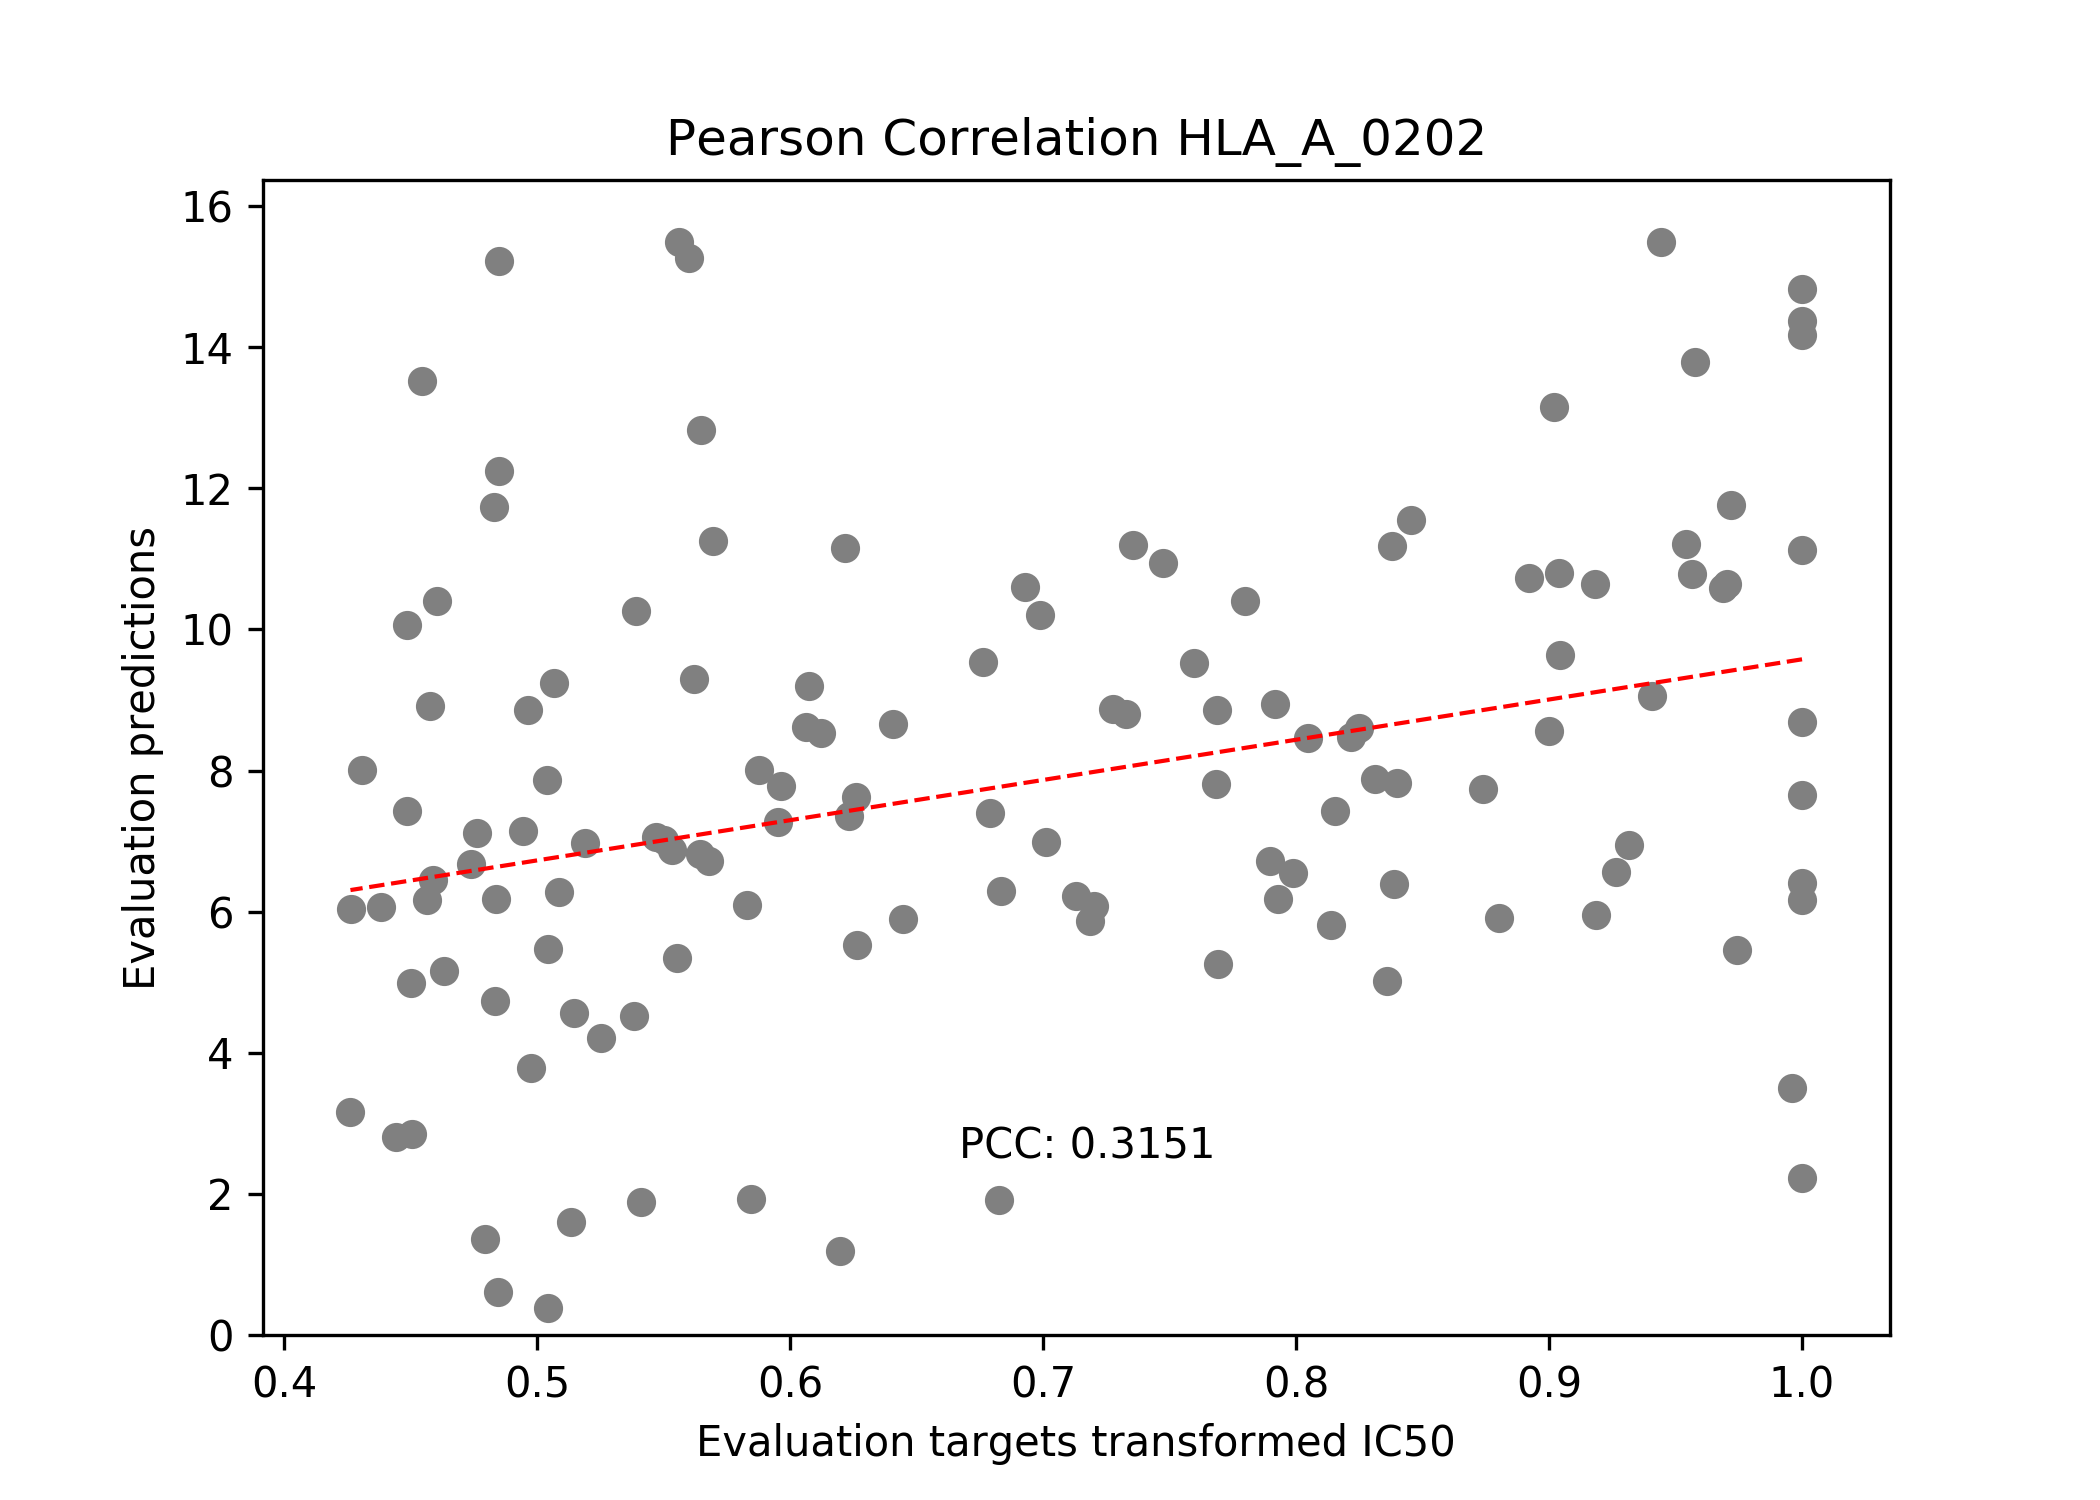 Pearson Correlation HLA_A_0202
16
14
12
10
8
6
4
2
0
Evaluation predictions
PCC: 0.3151
0.4 0.5 0.6 0.7 0.8 0.9 1.0
Evaluation targets transformed IC50